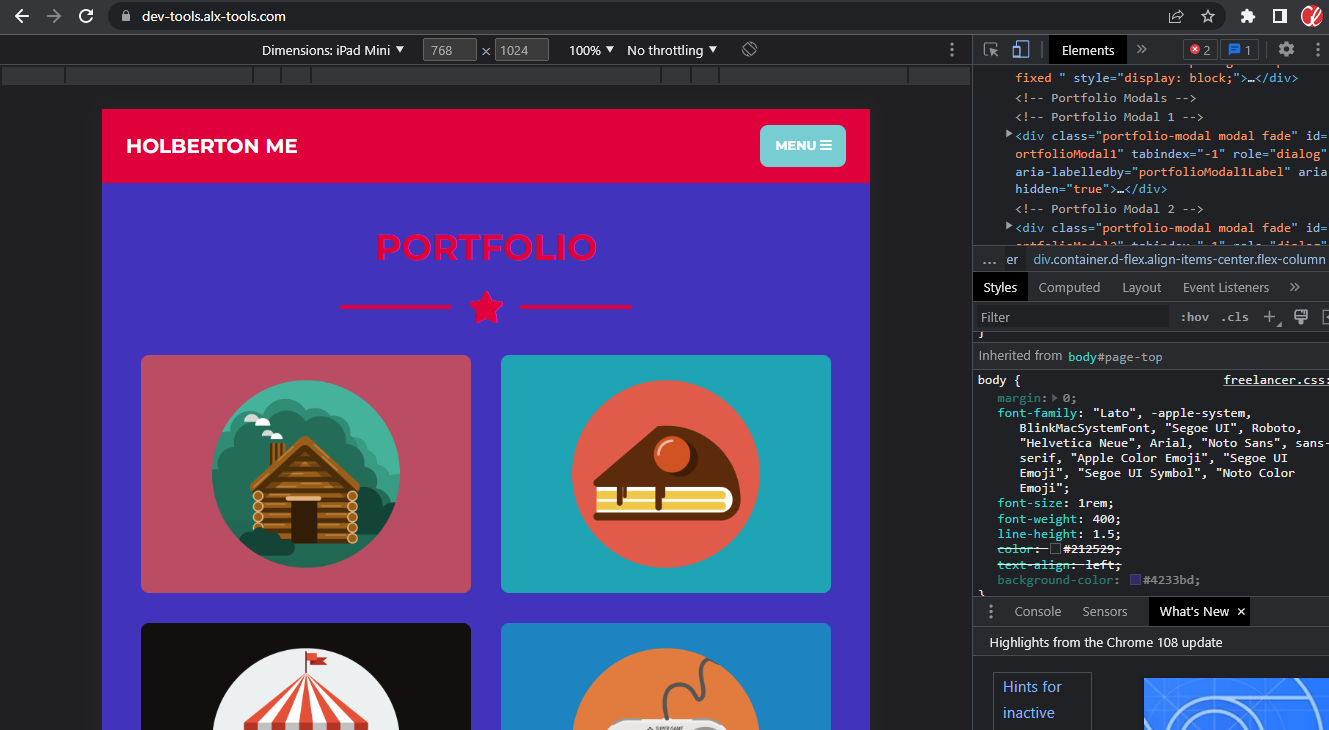 dev-tools.alx-tools.com
Dimensions: iPad Mini ▼ 768 × 1024 100% ▼ No throttling ▼
Elements » 2 1
HOLBERTON ME
MENU
PORTFOLIO
fixed " style="display: block;">…</div>
<!-- Portfolio Modals -->
<!-- Portfolio Modal 1 -->
<div class="portfolio-modal modal fade" id=
ortfolioModal1" tabindex="-1" role="dialog"
aria-labelledby="portfolioModal1Label" aria
hidden="true">…</div>
<!-- Portfolio Modal 2 -->
<div class="portfolio-modal modal fade" id=
… er div.container.d-flex.align-items-center.flex-column
Styles Computed Layout Event Listeners »
Filter :hov .cls +
}
Inherited from body#page-top
body { freelancer.css:
margin: 0;
font-family: "Lato", -apple-system,
BlinkMacSystemFont, "Segoe UI", Roboto,
"Helvetica Neue", Arial, "Noto Sans", sans-
serif, "Apple Color Emoji", "Segoe UI
Emoji", "Segoe UI Symbol", "Noto Color
Emoji";
font-size: 1rem;
font-weight: 400;
line-height: 1.5;
color: #212529;
text-align: left;
background-color: #4233bd;
}
Console Sensors What's New ×
Highlights from the Chrome 108 update
Hints for
inactive